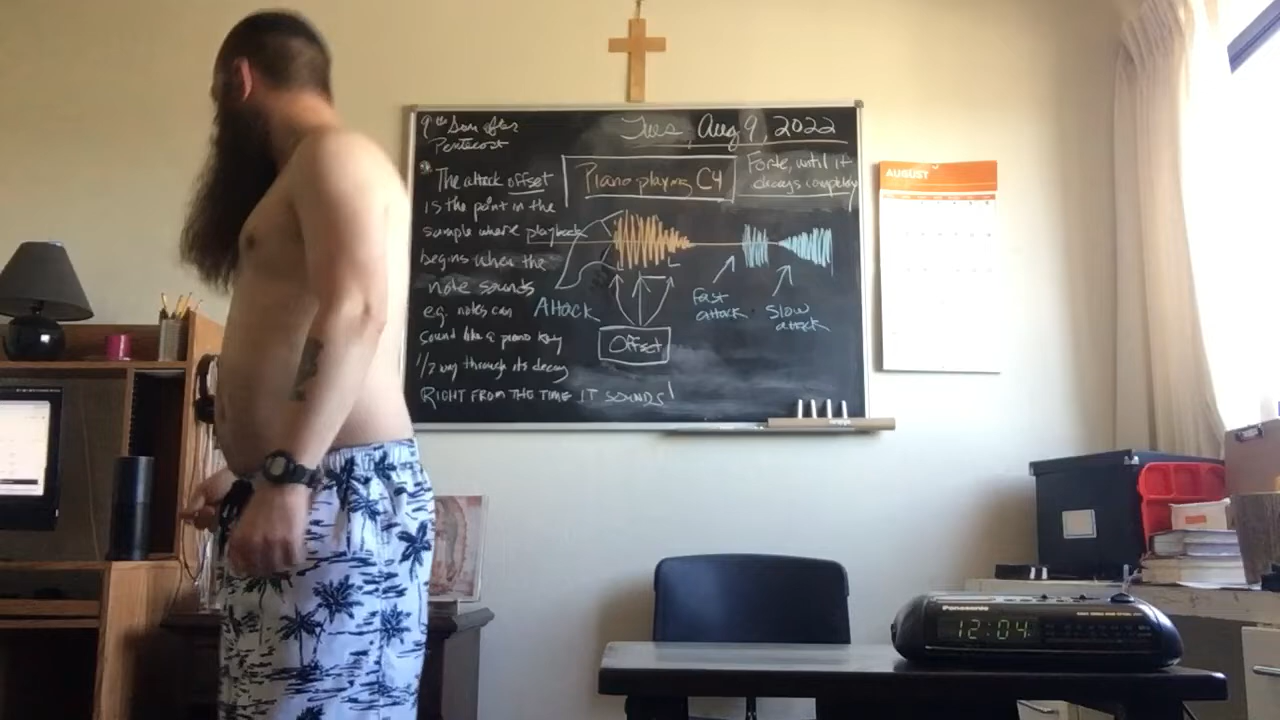 9th Sun after
Pentecost
Tues, Aug 9, 2022
* The attack offset
is the point in the
sample where playback
begins when the
note sounds
e.g. notes can
sound like a piano key
1/2 way through its decay
RIGHT FROM THE TIME IT SOUNDS!
Piano playing C4
Forte, until it
decays completely
Attack
Offset
Fast
attack
Slow
attack
AUGUST
Panasonic
12:04